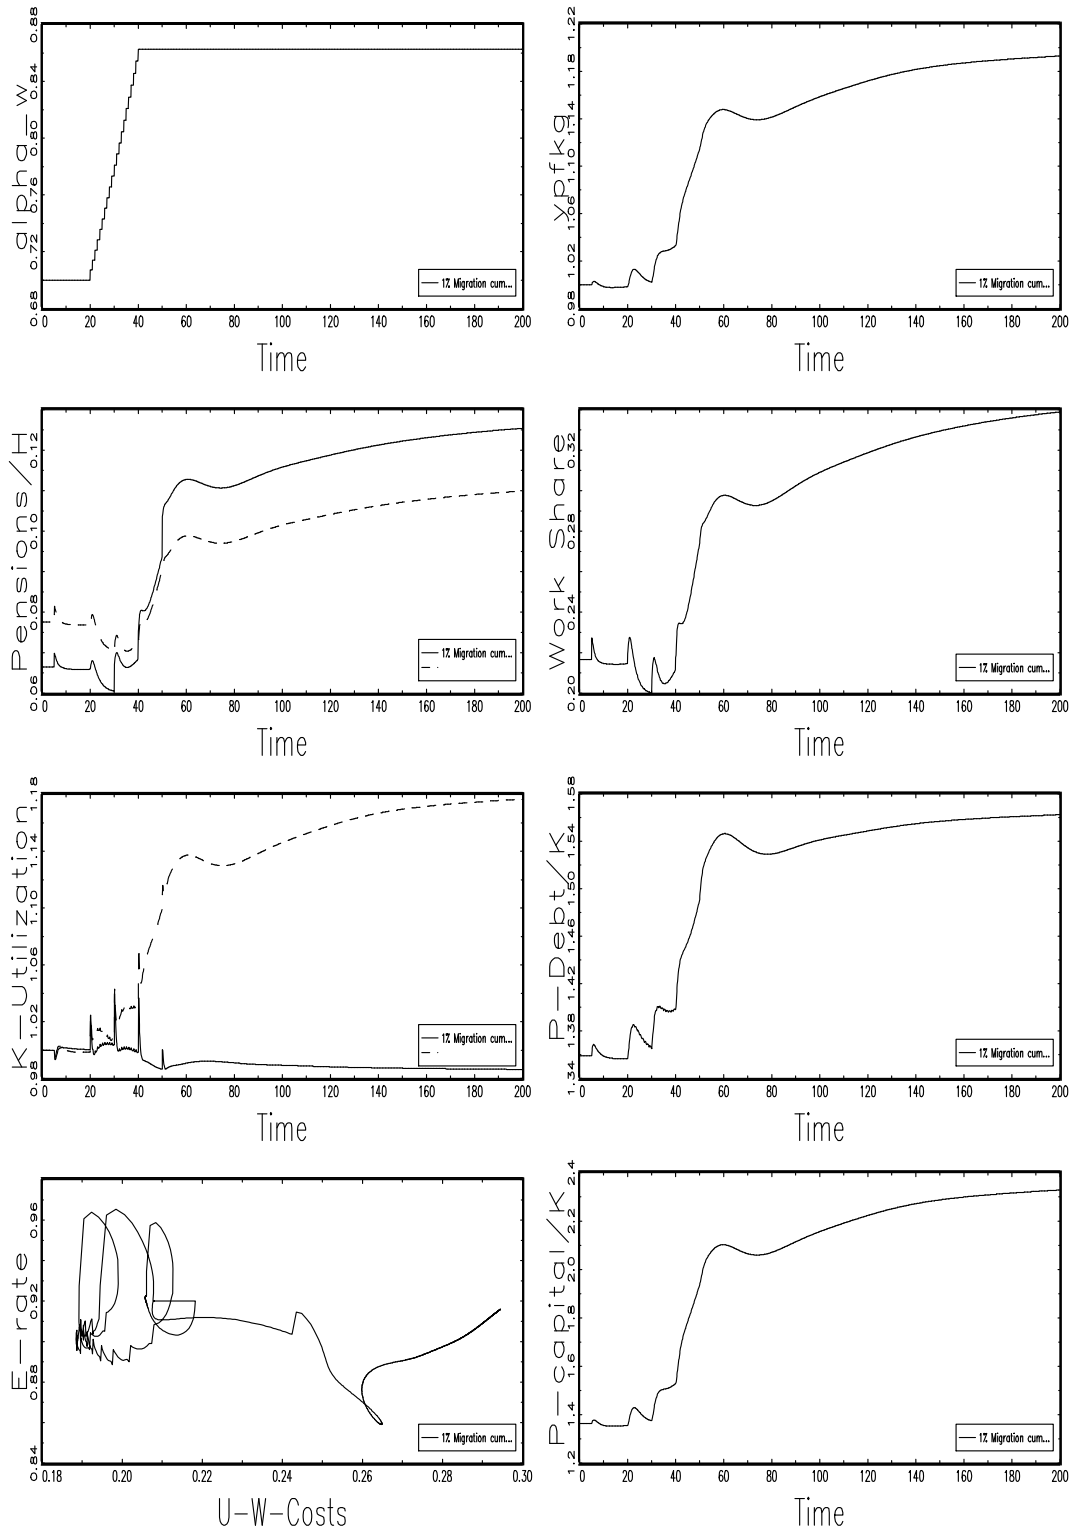 alpha-w
0.68 0.72 0.76 0.80 0.84 0.88
1% Migration cum...
0 20 40 60 80 100 120 140 160 180 200
Time
ypfkg
0.98 1.02 1.06 1.10 1.14 1.18 1.22
1% Migration cum...
0 20 40 60 80 100 120 140 160 180 200
Time
Pensions/H
0.06 0.08 0.10 0.12
1% Migration cum...
0 20 40 60 80 100 120 140 160 180 200
Time
Work Share
0.20 0.24 0.28 0.32
1% Migration cum...
0 20 40 60 80 100 120 140 160 180 200
Time
K-Utilization
0.98 1.02 1.06 1.10 1.14 1.18
1% Migration cum...
0 20 40 60 80 100 120 140 160 180 200
Time
P-Debt/K
1.34 1.38 1.42 1.46 1.50 1.54 1.58
1% Migration cum...
0 20 40 60 80 100 120 140 160 180 200
Time
E-rate
0.84 0.88 0.92 0.96
1% Migration cum...
0.18 0.20 0.22 0.24 0.26 0.28 0.30
U-W-Costs
P-capital/K
1.2 1.4 1.6 1.8 2.0 2.2 2.4
1% Migration cum...
0 20 40 60 80 100 120 140 160 180 200
Time